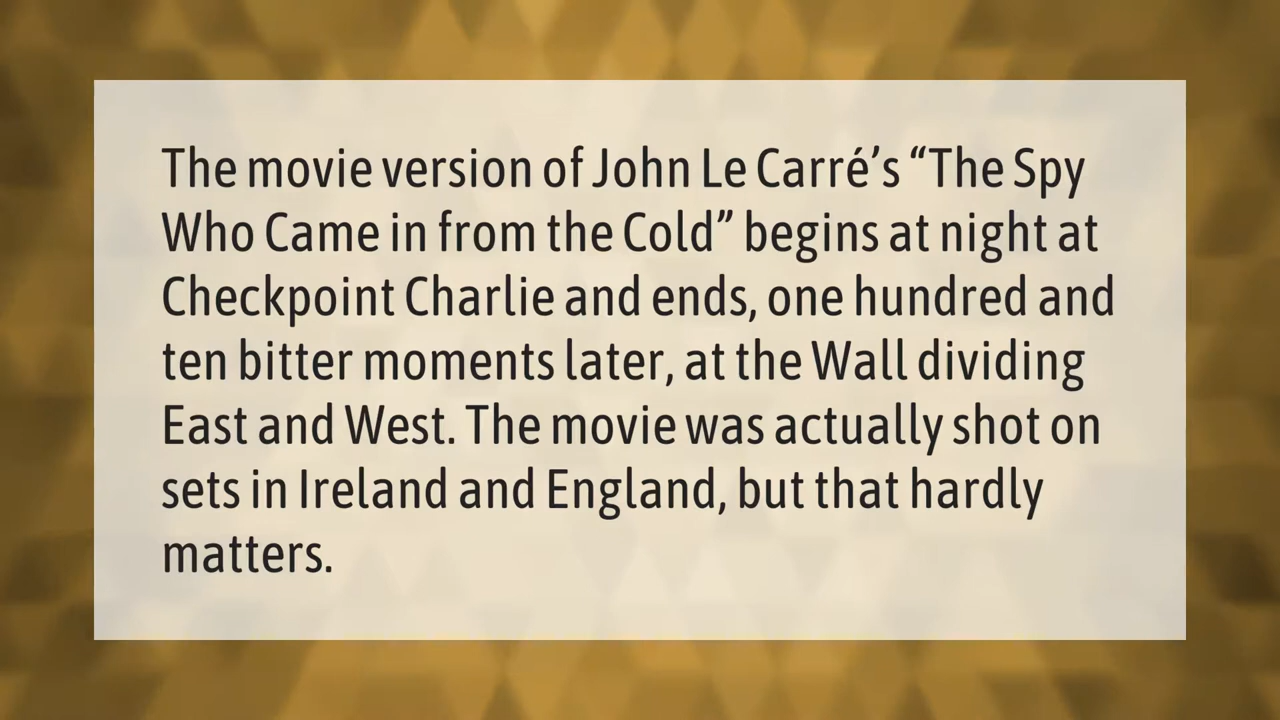 The movie version of John Le Carré’s “The Spy
Who Came in from the Cold” begins at night at
Checkpoint Charlie and ends, one hundred and
ten bitter moments later, at the Wall dividing
East and West. The movie was actually shot on
sets in Ireland and England, but that hardly
matters.